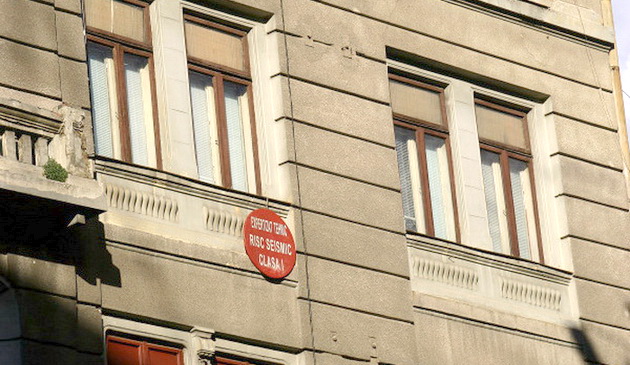 EXPERTIZAT TEHNIC
RISC SEISMIC
CLASA I